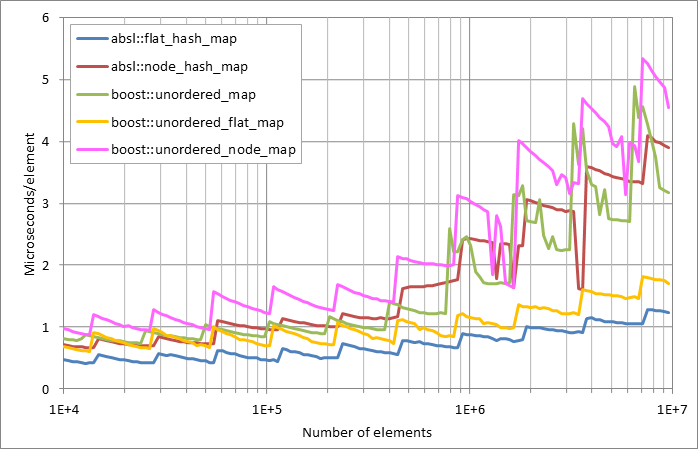 6
5
4
3
2
1
0
Microseconds/element
absl::flat_hash_map
absl::node_hash_map
boost::unordered_map
boost::unordered_flat_map
boost::unordered_node_map
1E+4 1E+5 1E+6 1E+7
Number of elements